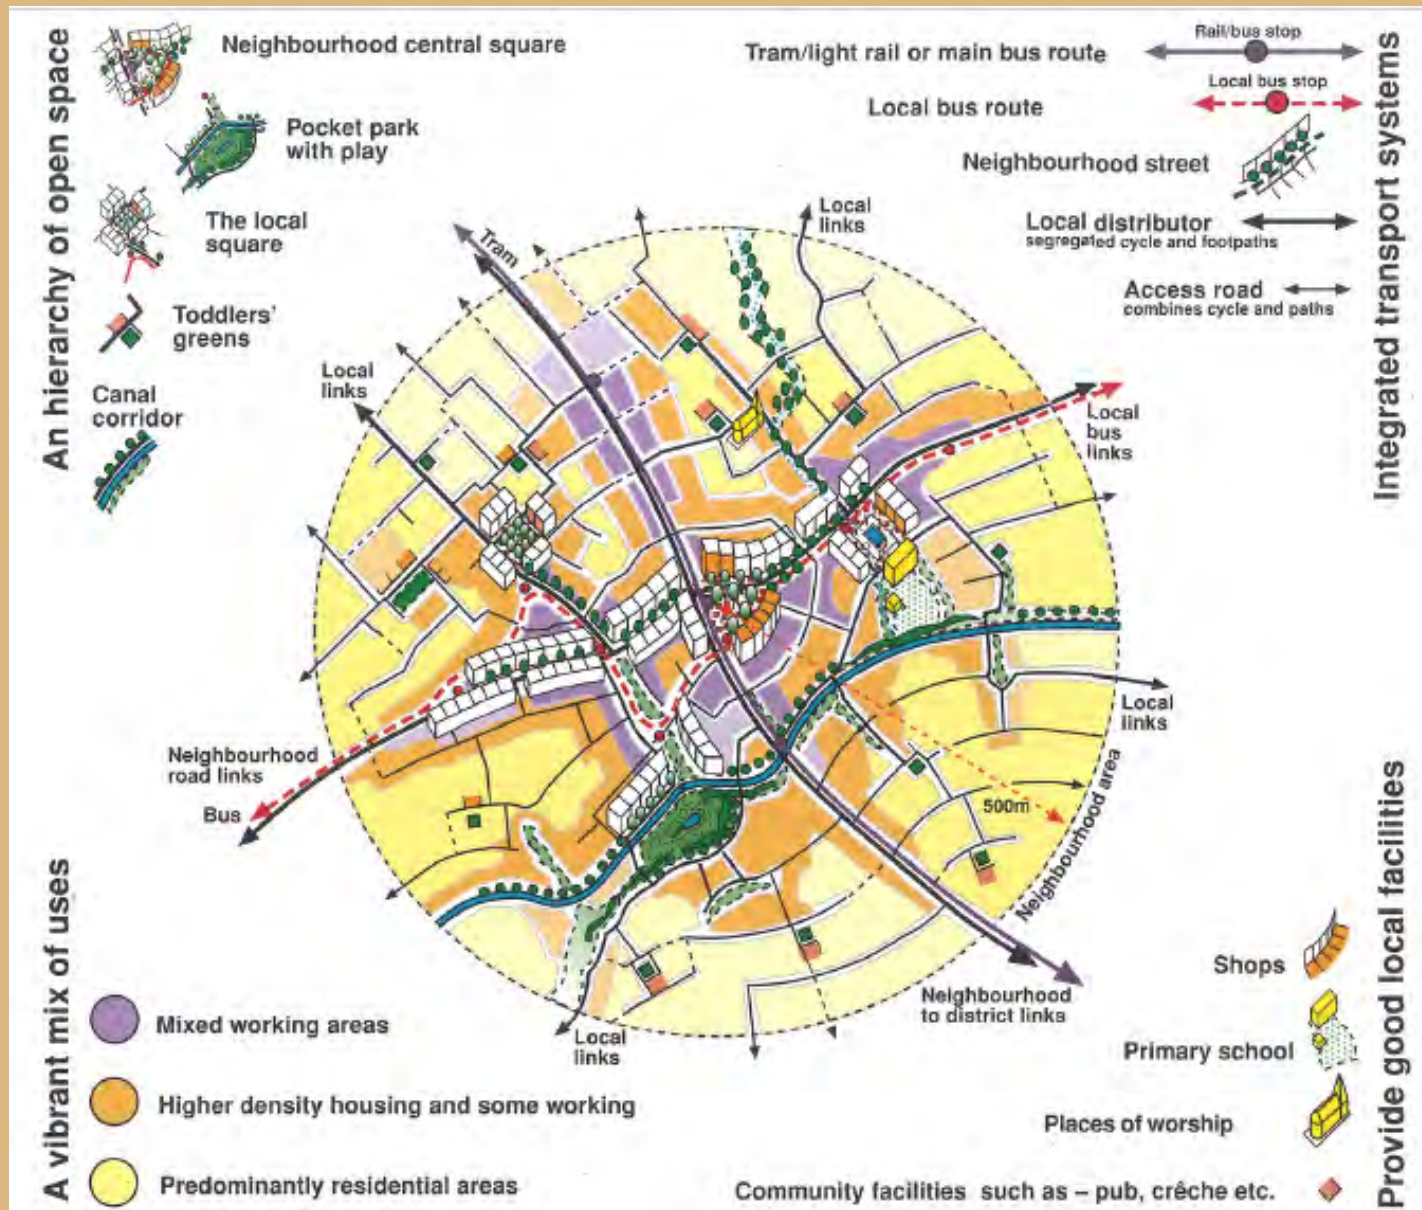 An hierarchy of open space
Neighbourhood central square
Pocket park
with play
The local
square
Toddlers'
greens
Canal
corridor
Integrated transport systems
Rail/bus stop
Tram/light rail or main bus route
Local bus stop
Local bus route
Neighbourhood street
Local distributor
segregated cycle and footpaths
Access road
combines cycle and paths
Tram
Local
links
Local
links
Local
bus
links
Local
links
Neighbourhood
road links
Bus
500m
Neighbourhood area
Neighbourhood
to district links
Local
links
A vibrant mix of uses
Mixed working areas
Higher density housing and some working
Predominantly residential areas
Provide good local facilities
Shops
Primary school
Places of worship
Community facilities such as – pub, crêche etc.